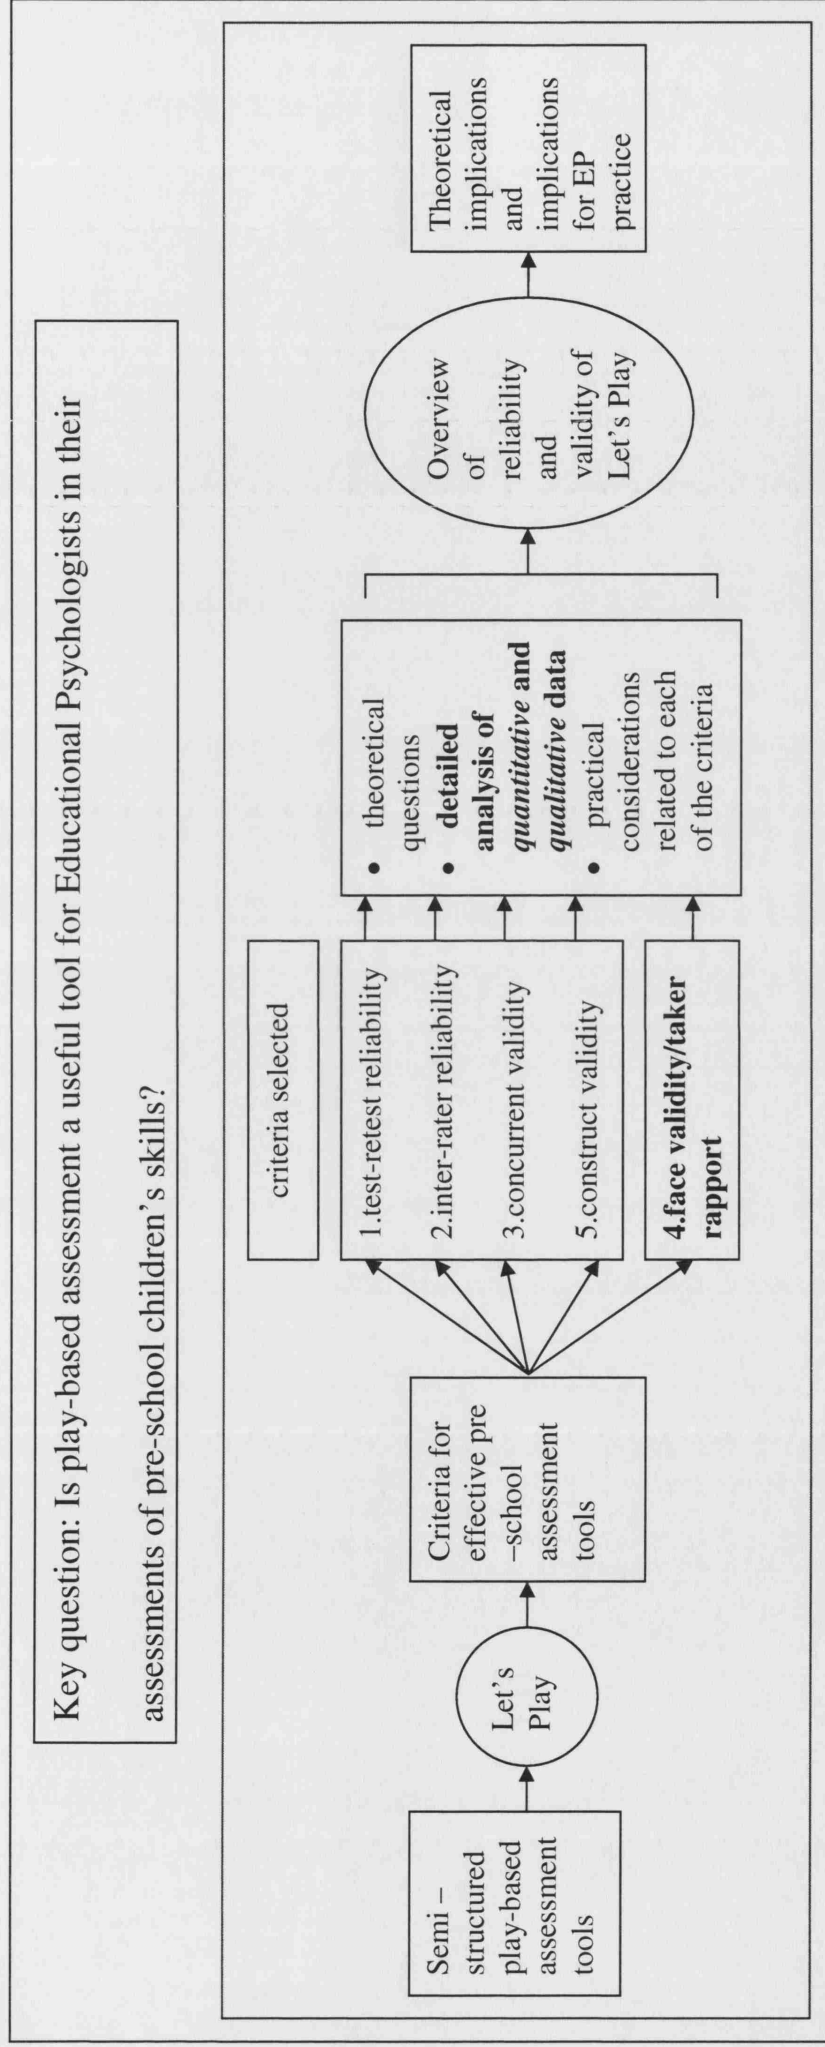 Key question: Is play-based assessment a useful tool for Educational Psychologists in their
assessments of pre-school children's skills?
Semi –
structured
play-based
assessment
tools
Let's
Play
Criteria for
effective pre
–school
assessment
tools
criteria selected
1.test-retest reliability
2.inter-rater reliability
3.concurrent validity
5.construct validity
4.face validity/taker
rapport
• theoretical
questions
• detailed
analysis of
quantitative and
qualitative data
• practical
considerations
related to each
of the criteria
Overview
of
reliability
and
validity of
Let's Play
Theoretical
implications
and
implications
for EP
practice